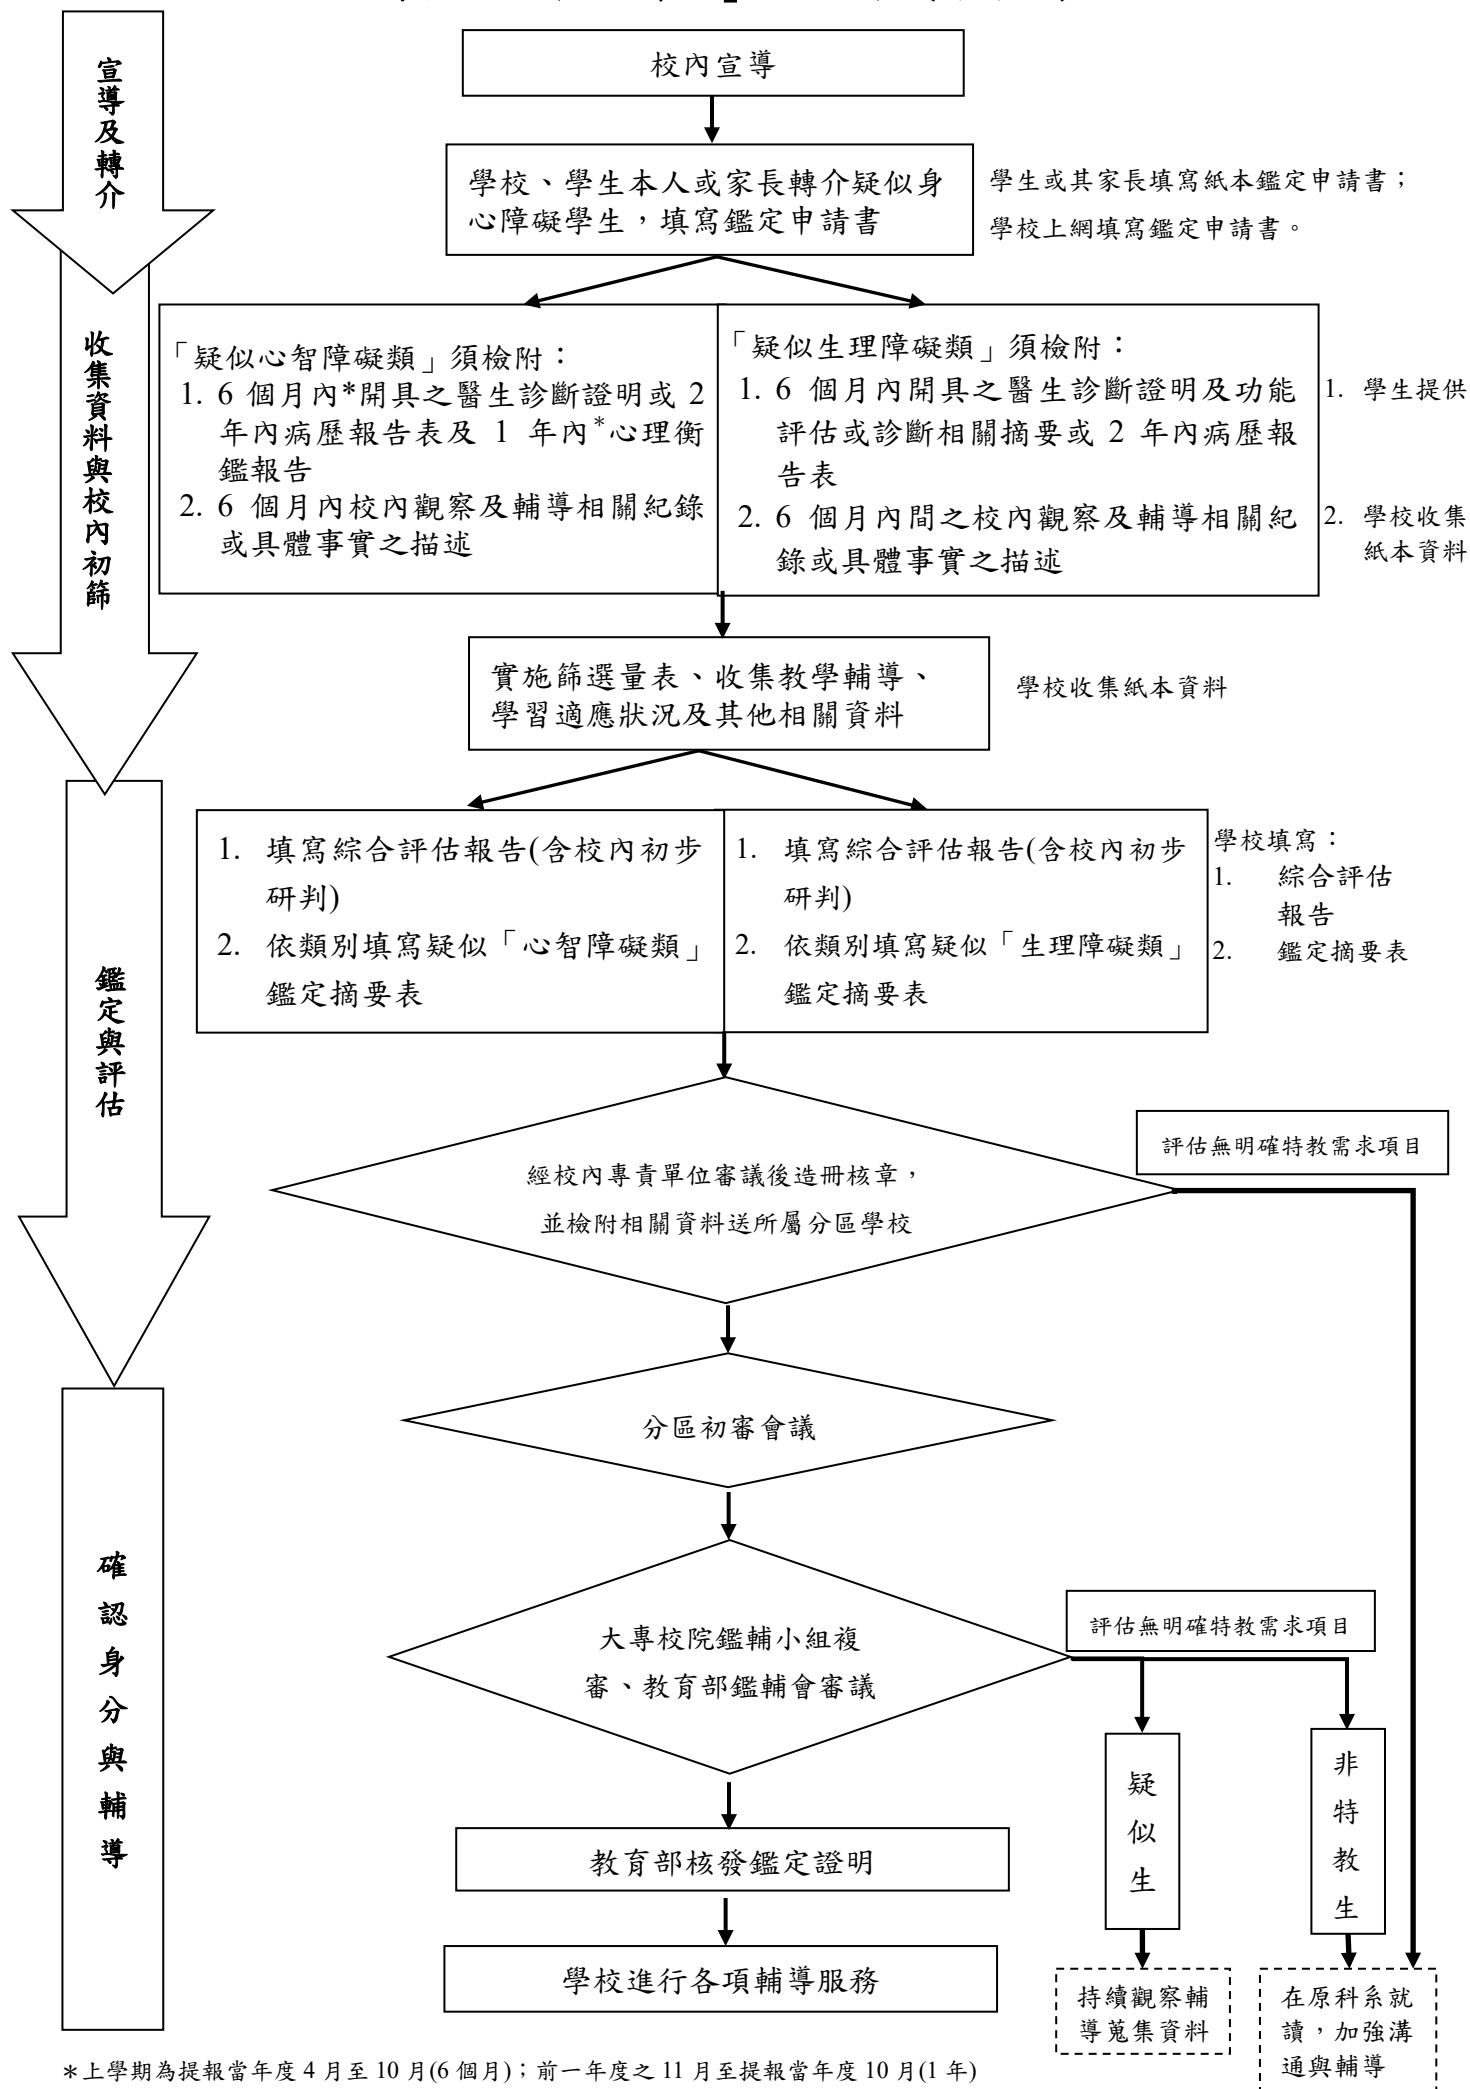 宣導及轉介
校內宣導
學校、學生本人或家長轉介疑似身
心障礙學生，填寫鑑定申請書
學生或其家長填寫紙本鑑定申請書；
學校上網填寫鑑定申請書。
收集資料與校內初篩
「疑似心智障礙類」須檢附：
1. 6 個月內*開具之醫生診斷證明或 2
年內病歷報告表及 1 年內*心理衡
鑑報告
2. 6 個月內校內觀察及輔導相關紀錄
或具體事實之描述
「疑似生理障礙類」須檢附：
1. 6 個月內開具之醫生診斷證明及功能
評估或診斷相關摘要或 2 年內病歷報
告表
2. 6 個月內間之校內觀察及輔導相關紀
錄或具體事實之描述
1. 學生提供
2. 學校收集
紙本資料
實施篩選量表、收集教學輔導、
學習適應狀況及其他相關資料
學校收集紙本資料
鑑定與評估
1. 填寫綜合評估報告(含校內初步
研判)
2. 依類別填寫疑似「心智障礙類」
鑑定摘要表
1. 填寫綜合評估報告(含校內初步
研判)
2. 依類別填寫疑似「生理障礙類」
鑑定摘要表
學校填寫：
1. 綜合評估
報告
2. 鑑定摘要表
經校內專責單位審議後造冊核章，
並檢附相關資料送所屬分區學校
評估無明確特教需求項目
分區初審會議
確認身分與輔導
大專校院鑑輔小組複
審、教育部鑑輔會審議
評估無明確特教需求項目
疑似生
非特教生
教育部核發鑑定證明
學校進行各項輔導服務
持續觀察輔
導蒐集資料
在原科系就
讀，加強溝
通與輔導
*上學期為提報當年度 4 月至 10 月(6 個月)；前一年度之 11 月至提報當年度 10 月(1 年)